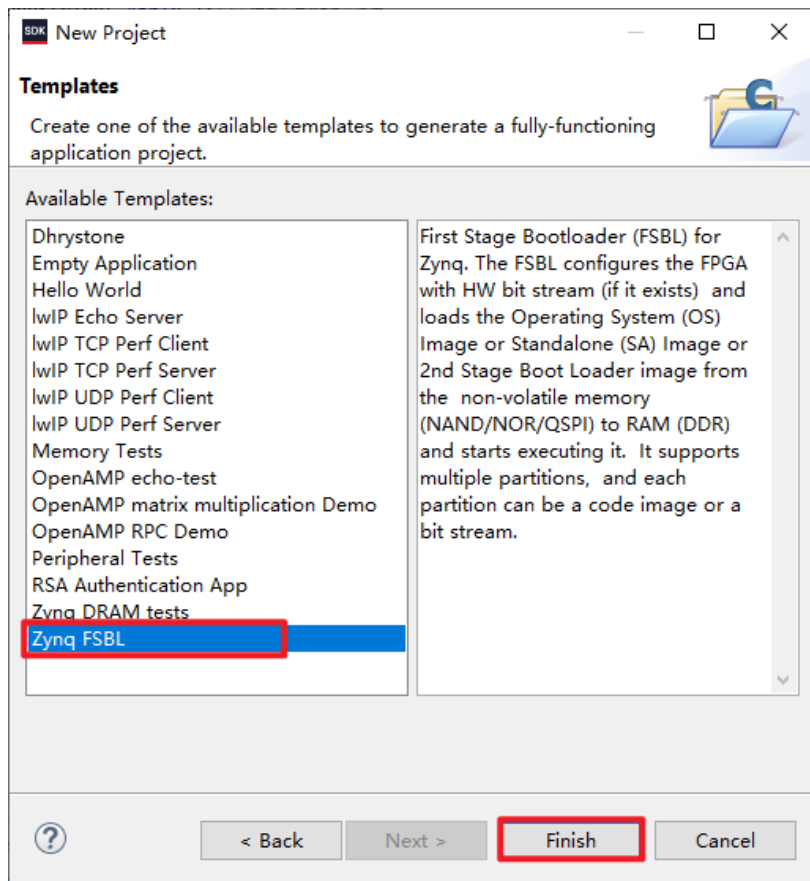 SDK New Project
Templates
Create one of the available templates to generate a fully-functioning
application project.
Available Templates:
Dhrystone
Empty Application
Hello World
lwIP Echo Server
lwIP TCP Perf Client
lwIP TCP Perf Server
lwIP UDP Perf Client
lwIP UDP Perf Server
Memory Tests
OpenAMP echo-test
OpenAMP matrix multiplication Demo
OpenAMP RPC Demo
Peripheral Tests
RSA Authentication App
Zynq DRAM tests
Zynq FSBL
First Stage Bootloader (FSBL) for
Zynq. The FSBL configures the FPGA
with HW bit stream (if it exists) and
loads the Operating System (OS)
Image or Standalone (SA) Image or
2nd Stage Boot Loader image from
the non-volatile memory
(NAND/NOR/QSPI) to RAM (DDR)
and starts executing it. It supports
multiple partitions, and each
partition can be a code image or a
bit stream.
< Back
Next >
Finish
Cancel